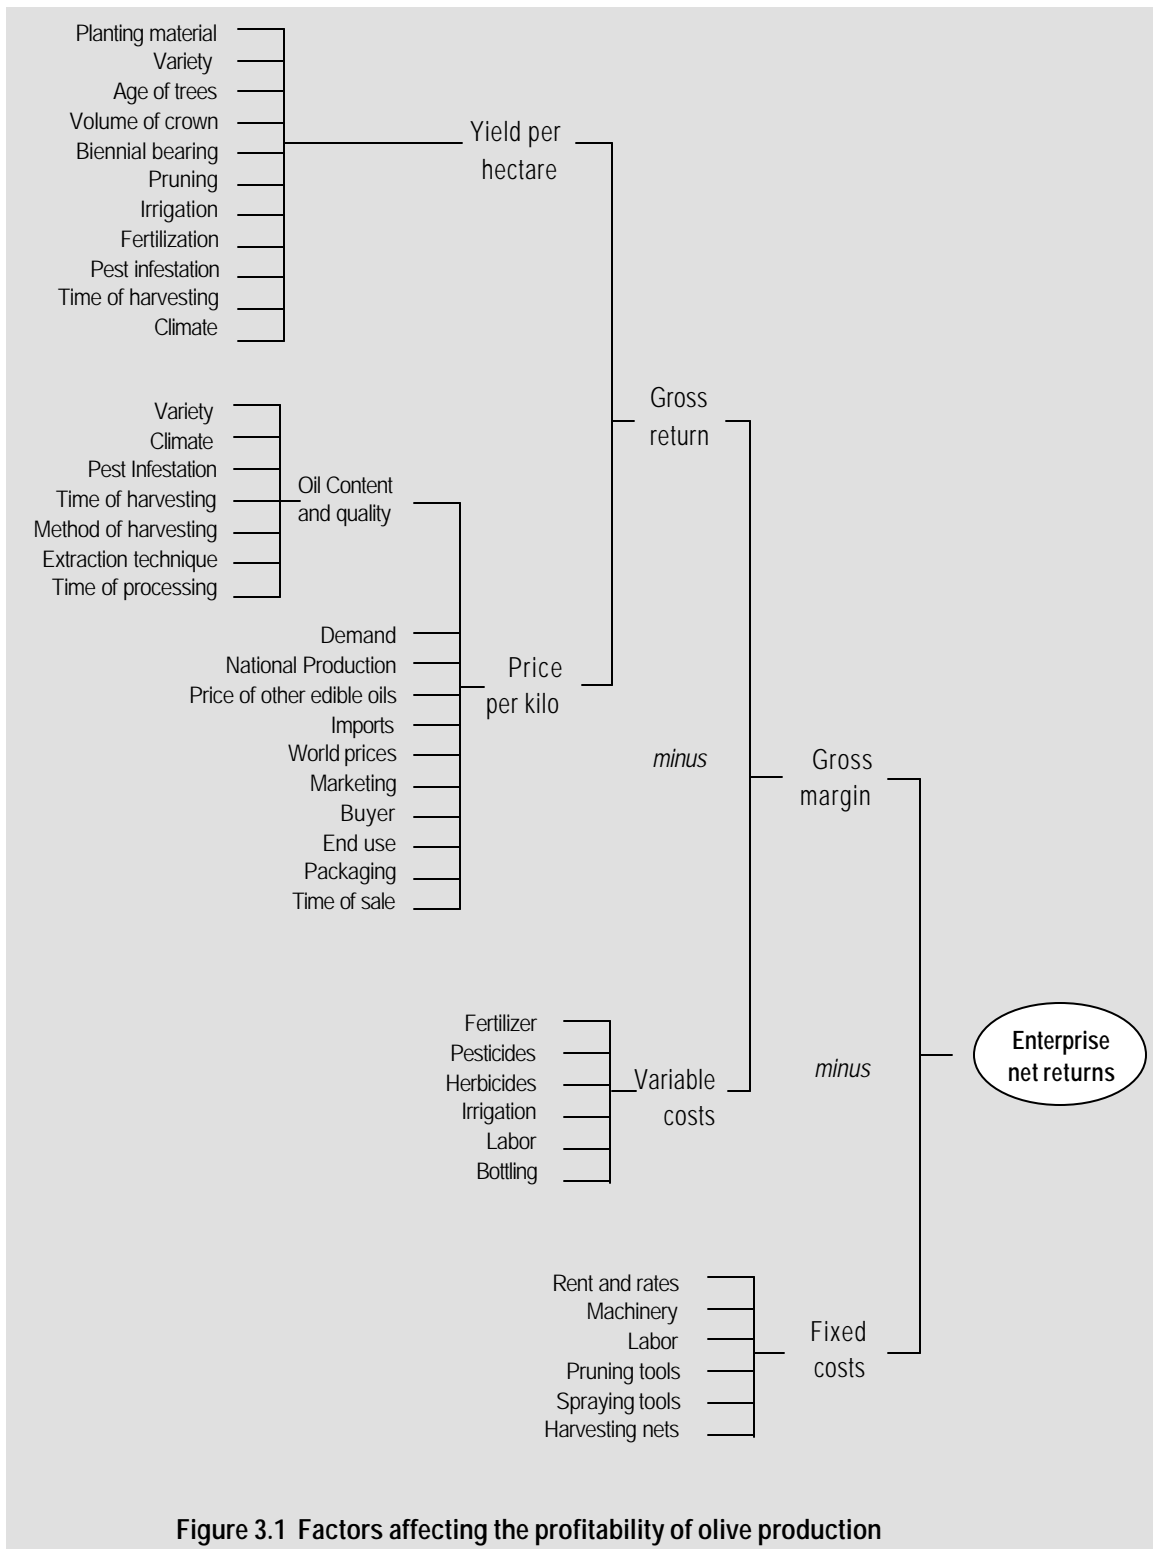 Planting material
Variety
Age of trees
Volume of crown
Biennial bearing
Pruning
Irrigation
Fertilization
Pest infestation
Time of harvesting
Climate
Yield per
hectare
Variety
Climate
Pest Infestation
Time of harvesting
Method of harvesting
Extraction technique
Time of processing
Oil Content
and quality
Demand
National Production
Price of other edible oils
Imports
World prices
Marketing
Buyer
End use
Packaging
Time of sale
Price
per kilo
Gross
return
minus
Fertilizer
Pesticides
Herbicides
Irrigation
Labor
Bottling
Variable
costs
Gross
margin
minus
Rent and rates
Machinery
Labor
Pruning tools
Spraying tools
Harvesting nets
Fixed
costs
Enterprise
net returns
Figure 3.1 Factors affecting the profitability of olive production